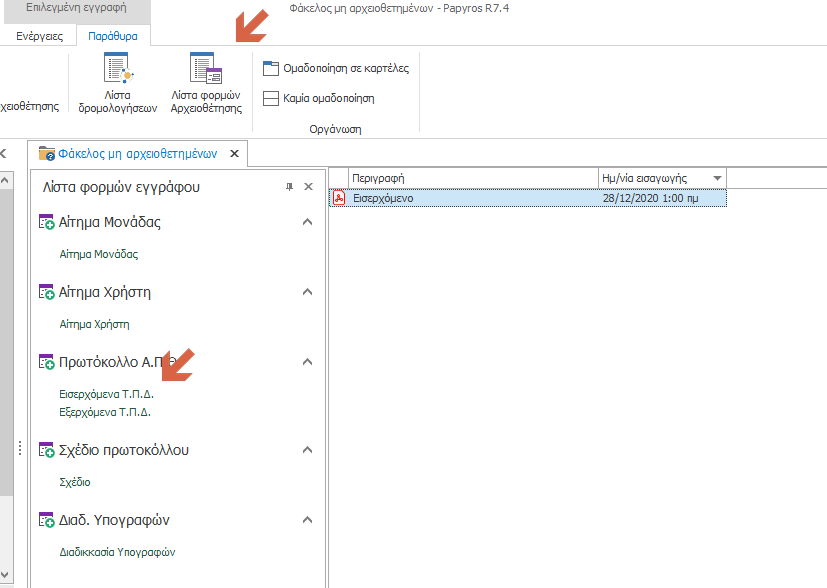 Επιλεγμένη εγγραφή
Φάκελος μη αρχειοθετημένων - Papyros R7.4
Ενέργειες
Παράθυρα
χειοθέτησης
Λίστα
δρομολογήσεων
Λίστα φορμών
Αρχειοθέτησης
Ομαδοποίηση σε καρτέλες
Καμία ομαδοποίηση
Οργάνωση
Φάκελος μη αρχειοθετημένων
Λίστα φορμών εγγράφου
Αίτημα Μονάδας
Αίτημα Μονάδας
Αίτημα Χρήστη
Αίτημα Χρήστη
Πρωτόκολλο Α.Π.Θ
Εισερχόμενα Τ.Π.Δ.
Εξερχόμενα Τ.Π.Δ.
Σχέδιο πρωτοκόλλου
Σχέδιο
Διαδ. Υπογραφών
Διαδικκασία Υπογραφών
Περιγραφή Ημ/νία εισαγωγής
Εισερχόμενο 28/12/2020 1:00 πμ